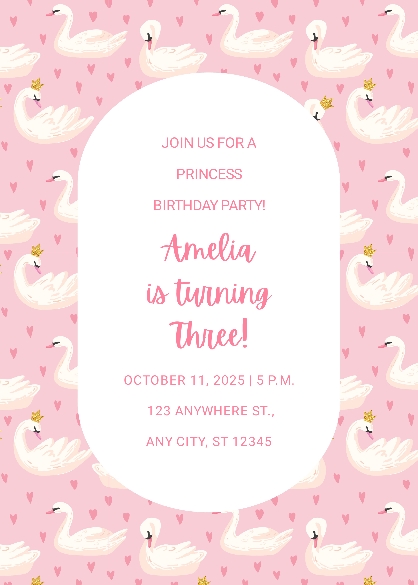 JOIN US FOR A
PRINCESS
BIRTHDAY PARTY!
Amelia
is turning
Three!
OCTOBER 11, 2025 | 5 P.M.
123 ANYWHERE ST.,
ANY CITY, ST 12345